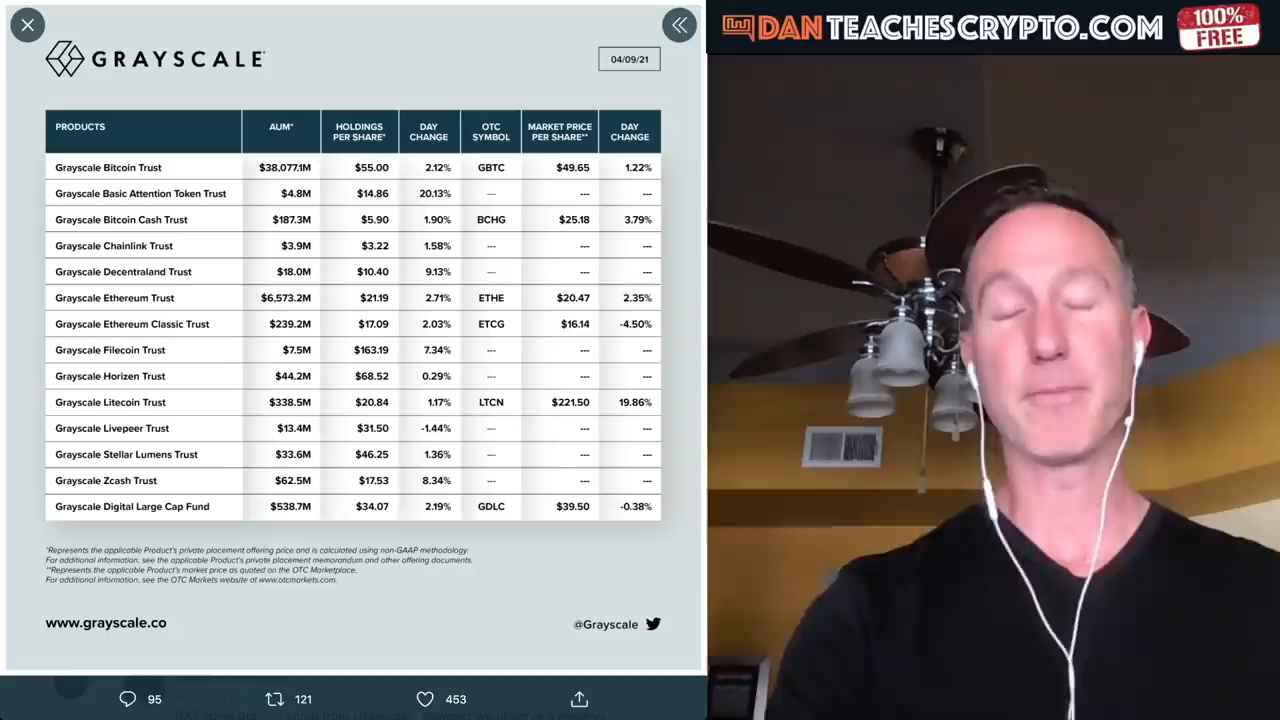 GRAYSCALE
04/09/21
PRODUCTS AUM* HOLDINGS PER SHARE* DAY CHANGE OTC SYMBOL MARKET PRICE PER SHARE** DAY CHANGE
Grayscale Bitcoin Trust $38,077.1M $55.00 2.12% GBTC $49.65 1.22%
Grayscale Basic Attention Token Trust $4.8M $14.86 20.13% --- --- ---
Grayscale Bitcoin Cash Trust $187.3M $5.90 1.90% BCHG $25.18 3.79%
Grayscale Chainlink Trust $3.9M $3.22 1.58% --- --- ---
Grayscale Decentraland Trust $18.0M $10.40 9.13% --- --- ---
Grayscale Ethereum Trust $6,573.2M $21.19 2.71% ETHE $20.47 2.35%
Grayscale Ethereum Classic Trust $239.2M $17.09 2.03% ETCG $16.14 -4.50%
Grayscale Filecoin Trust $7.5M $163.19 7.34% --- --- ---
Grayscale Horizen Trust $44.2M $68.52 0.29% --- --- ---
Grayscale Litecoin Trust $338.5M $20.84 1.17% LTCN $221.50 19.86%
Grayscale Livepeer Trust $13.4M $31.50 -1.44% --- --- ---
Grayscale Stellar Lumens Trust $33.6M $46.25 1.36% --- --- ---
Grayscale Zcash Trust $62.5M $17.53 8.34% --- --- ---
Grayscale Digital Large Cap Fund $538.7M $34.07 2.19% GDLC $39.50 -0.38%
*Represents the applicable Product's private placement offering price and is calculated using non-GAAP methodology.
For additional information, see the applicable Product's private placement memorandum and other offering documents.
**Represents the applicable Product's market price as quoted on the OTC Marketplace.
For additional information, see the OTC Markets website at www.otcmarkets.com.
www.grayscale.co
@Grayscale
95 121 453
DANTEACHESCRYPTO.COM
100%
FREE